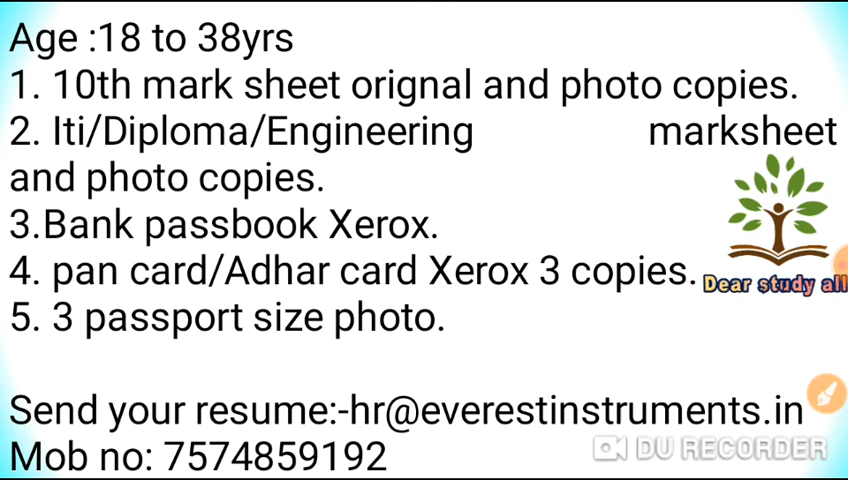 Age :18 to 38yrs
1. 10th mark sheet orignal and photo copies.
2. Iti/Diploma/Engineering marksheet
and photo copies.
3.Bank passbook Xerox.
4. pan card/Adhar card Xerox 3 copies.
Dear study all
5. 3 passport size photo.
Send your resume:-hr@everestinstruments.in
Mob no: 7574859192
DU RECORDER